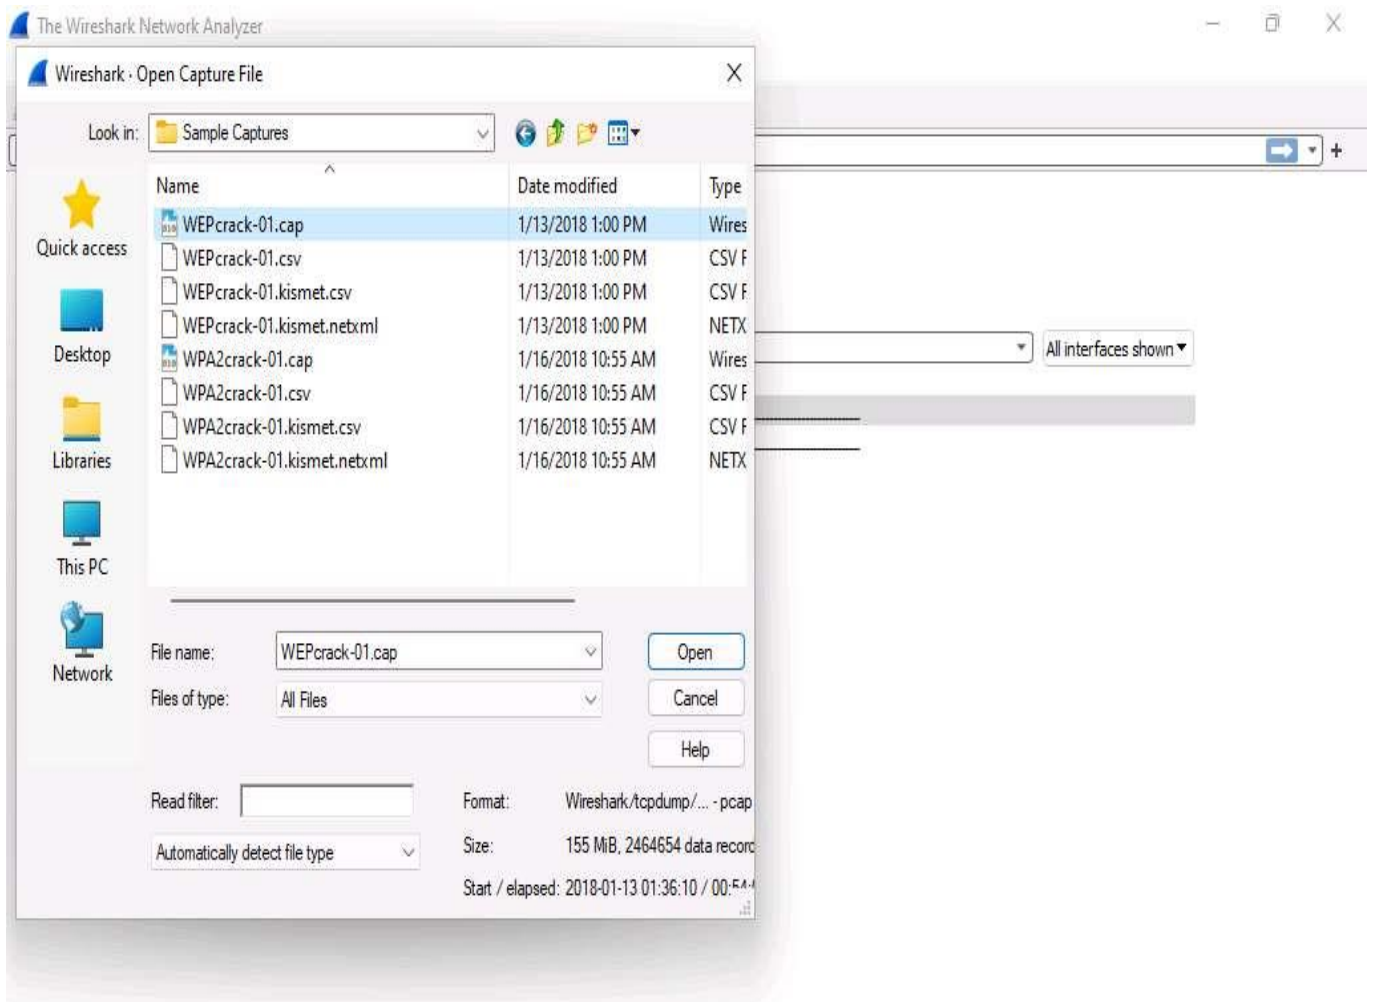 The Wireshark Network Analyzer
Wireshark · Open Capture File
Look in: Sample Captures
Name Date modified Type
WEPcrack-01.cap 1/13/2018 1:00 PM Wires
WEPcrack-01.csv 1/13/2018 1:00 PM CSV F
WEPcrack-01.kismet.csv 1/13/2018 1:00 PM CSV F
WEPcrack-01.kismet.netxml 1/13/2018 1:00 PM NETX
WPA2crack-01.cap 1/16/2018 10:55 AM Wires
WPA2crack-01.csv 1/16/2018 10:55 AM CSV F
WPA2crack-01.kismet.csv 1/16/2018 10:55 AM CSV F
WPA2crack-01.kismet.netxml 1/16/2018 10:55 AM NETX
Quick access
Desktop
Libraries
This PC
Network
All interfaces shown
File name: WEPcrack-01.cap Open
Files of type: All Files Cancel
Help
Read filter: Format: Wireshark/tcpdump/... - pcap
Automatically detect file type Size: 155 MiB, 2464654 data record
Start / elapsed: 2018-01-13 01:36:10 / 00:54: